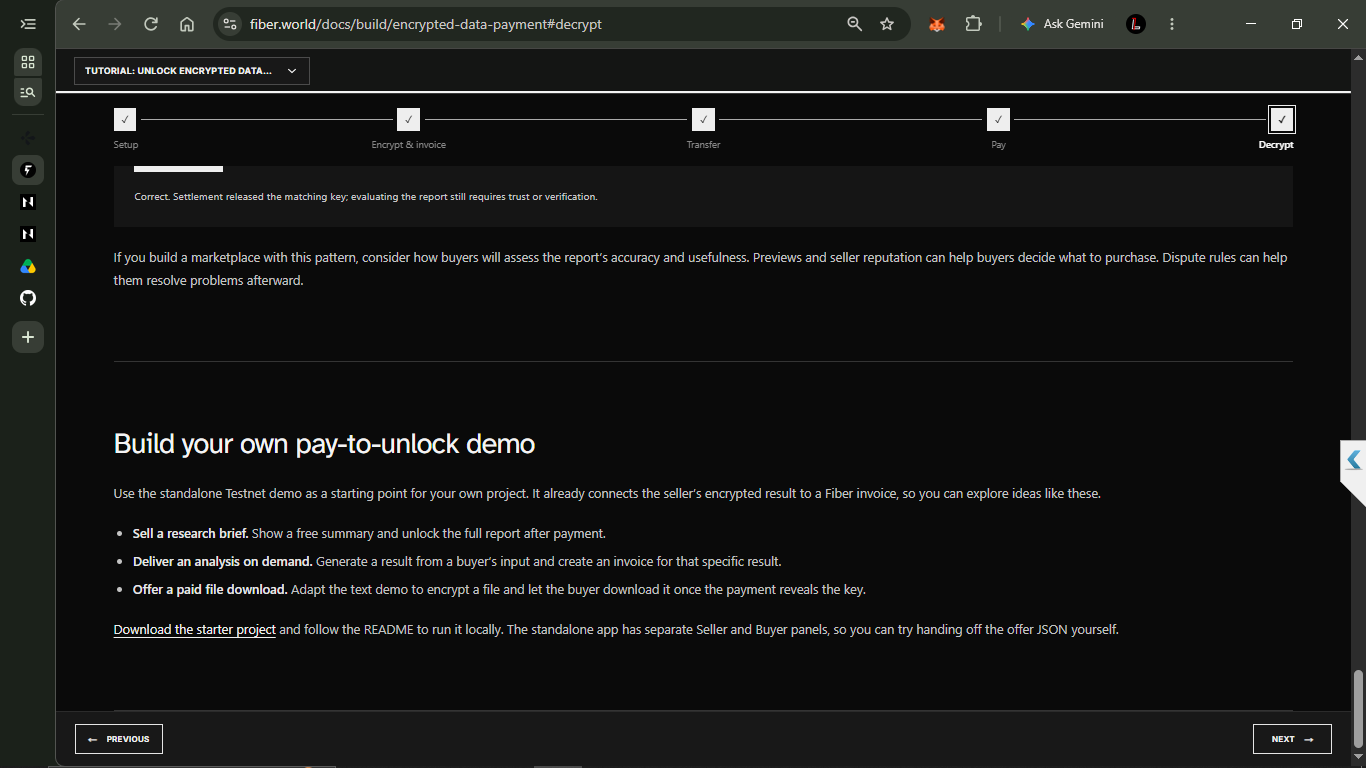 fiber.world/docs/build/encrypted-data-payment#decrypt
Ask Gemini
TUTORIAL: UNLOCK ENCRYPTED DATA...
Setup
Encrypt & invoice
Transfer
Pay
Decrypt
Correct. Settlement released the matching key; evaluating the report still requires trust or verification.
If you build a marketplace with this pattern, consider how buyers will assess the report's accuracy and usefulness. Previews and seller reputation can help buyers decide what to purchase. Dispute rules can help
them resolve problems afterward.
Build your own pay-to-unlock demo
Use the standalone Testnet demo as a starting point for your own project. It already connects the seller's encrypted result to a Fiber invoice, so you can explore ideas like these.
• Sell a research brief. Show a free summary and unlock the full report after payment.
• Deliver an analysis on demand. Generate a result from a buyer's input and create an invoice for that specific result.
• Offer a paid file download. Adapt the text demo to encrypt a file and let the buyer download it once the payment reveals the key.
Download the starter project and follow the README to run it locally. The standalone app has separate Seller and Buyer panels, so you can try handing off the offer JSON yourself.
← PREVIOUS
NEXT →